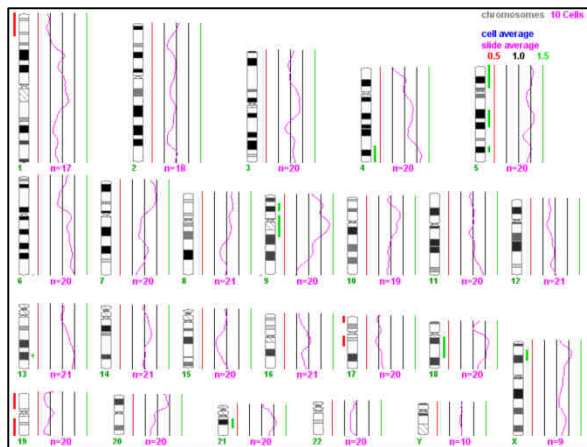 chromosomes 10 Cells
cell average
slide average
0.5 1.0 1.5
1 n=17
2 n=18
3 n=20
4 n=20
5 n=20
6 n=20
7 n=20
8 n=21
9 n=20
10 n=19
11 n=20
12 n=21
13 n=21
14 n=21
15 n=20
16 n=21
17 n=20
18 n=20
19 n=20
20 n=20
21 n=20
22 n=20
Y n=10
X n=9